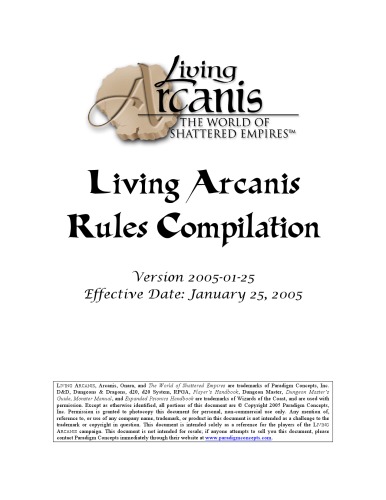 Living
Arcanis
THE WORLD OF
SHATTERED EMPIRES™
Living Arcanis
Rules Compilation
Version 2005-01-25
Effective Date: January 25, 2005
LIVING ARCANIS, Arcanis, Onara, and The World of Shattered Empires are trademarks of Paradigm Concepts, Inc.
D&D, Dungeons & Dragons, d20, d20 System, RPGA, Player's Handbook, Dungeon Master, Dungeon Master's
Guide, Monster Manual, and Expanded Psionics Handbook are trademarks of Wizards of the Coast, and are used with
permission. Except as otherwise identified, all portions of this document are © Copyright 2005 Paradigm Concepts,
Inc. Permission is granted to photocopy this document for personal, non-commercial use only. Any mention of,
reference to, or use of any company name, trademark, or product in this document is not intended as a challenge to the
trademark or copyright in question. This document is intended solely as a reference for the players of the LIVING
ARCANIS campaign. This document is not intended for resale, if anyone attempts to sell you this document, please
contact Paradigm Concepts immediately through their website at www.paradigmconcepts.com.